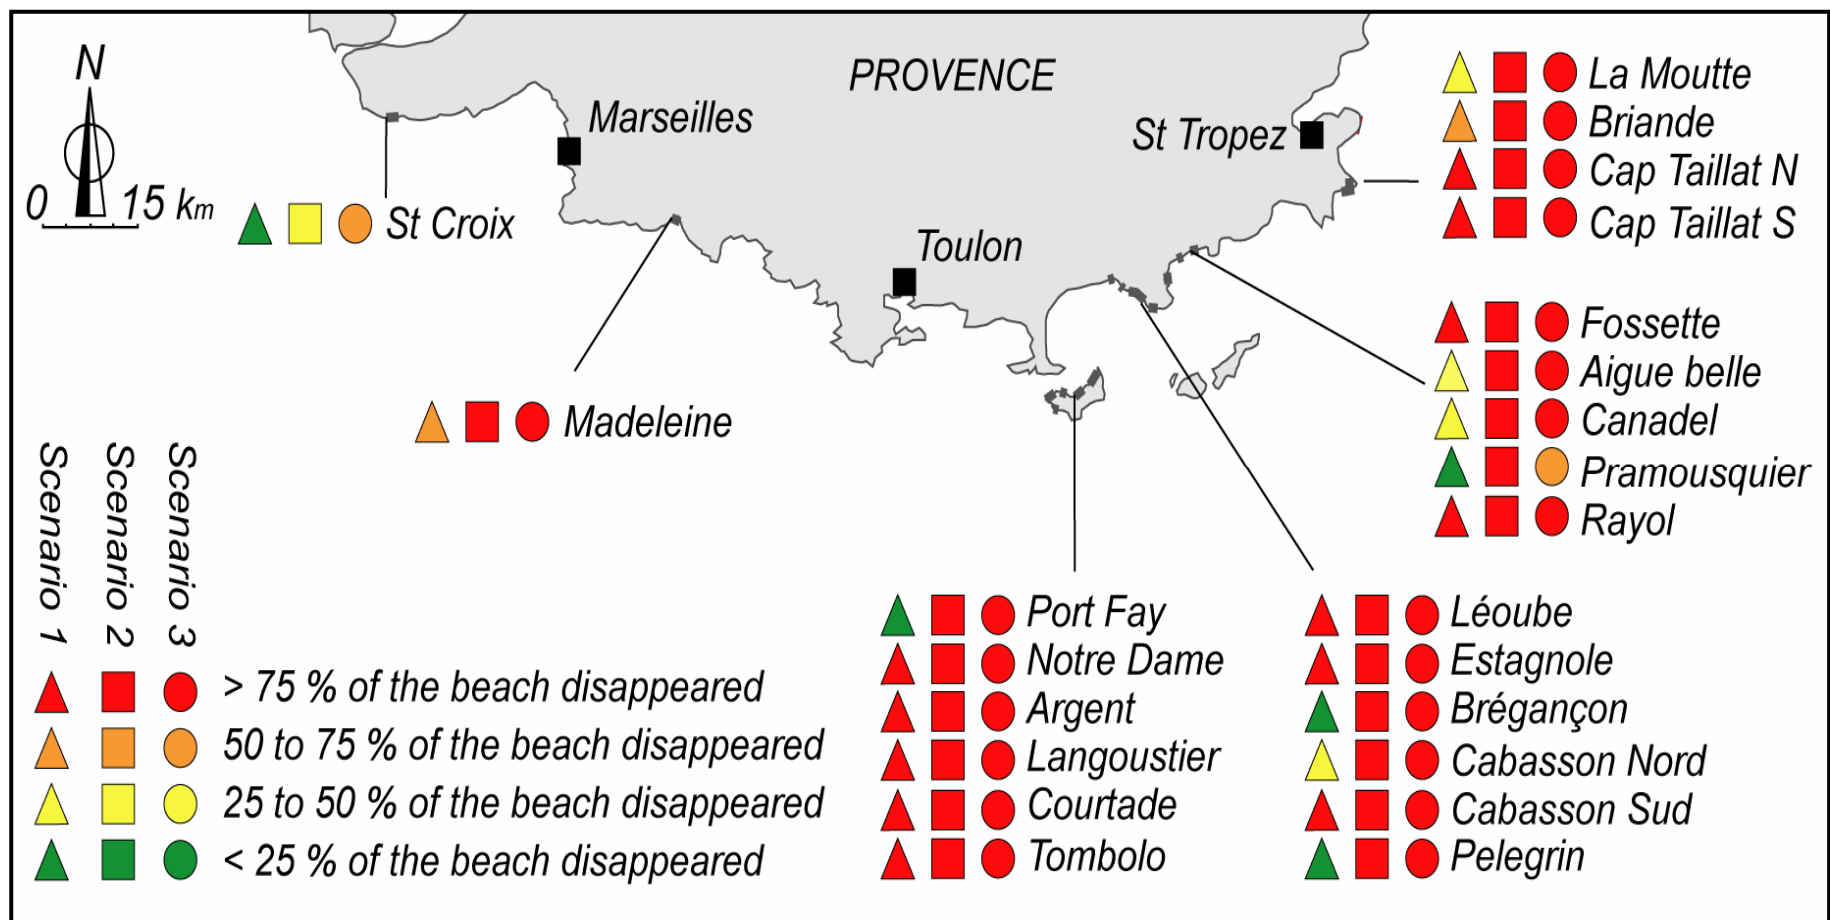 N
0 15 km
PROVENCE
Marseilles
St Tropez
Toulon
St Croix
Madeleine
La Moutte
Briande
Cap Taillat N
Cap Taillat S
Fossette
Aigue belle
Canadel
Pramousquier
Rayol
Port Fay
Notre Dame
Argent
Langoustier
Courtade
Tombolo
Léoube
Estagnole
Brégançon
Cabasson Nord
Cabasson Sud
Pelegrin
Scenario 1
Scenario 2
Scenario 3
> 75 % of the beach disappeared
50 to 75 % of the beach disappeared
25 to 50 % of the beach disappeared
< 25 % of the beach disappeared